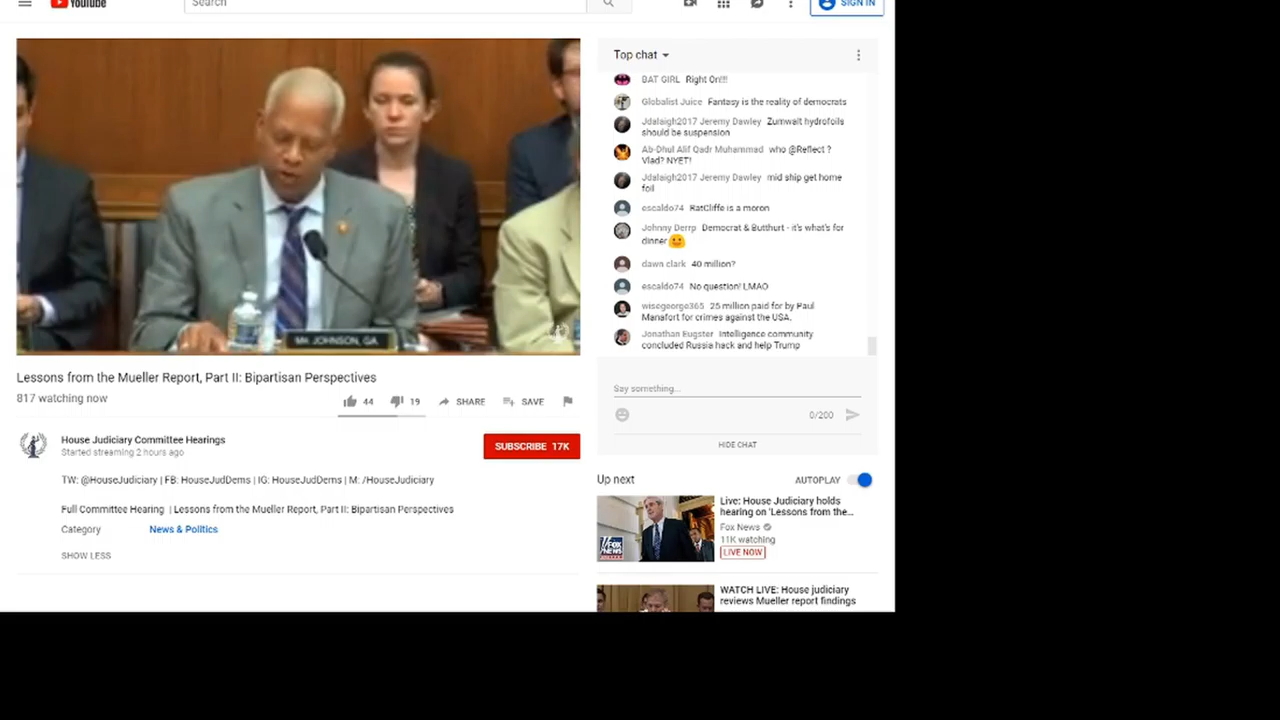 YouTube
Search
SIGN IN
Top chat
BAT GIRL Right On!!!
Globalist Juice Fantasy is the reality of democrats
Jdalaigh2017 Jeremy Dawley Zumwalt hydrofoils
should be suspension
Ab-Dhul Alif Qadr Muhammad who @Reflect ?
Vlad? NYET!
Jdalaigh2017 Jeremy Dawley mid ship get home
foil
escaldo74 RatCliffe is a moron
Johnny Derrp Democrat & Butthurt - it's what's for
dinner
dawn clark 40 million?
escaldo74 No question! LMAO
wisegeorge365 25 million paid for by Paul
Manafort for crimes against the USA.
Jonathan Eugster Intelligence community
concluded Russia hack and help Trump
Say something...
0/200
HIDE CHAT
MR. JOHNSON, GA
Lessons from the Mueller Report, Part II: Bipartisan Perspectives
817 watching now
44 19 SHARE SAVE
House Judiciary Committee Hearings
Started streaming 2 hours ago
SUBSCRIBE 17K
TW: @HouseJudiciary | FB: HouseJudDems | IG: HouseJudDems | M: /HouseJudiciary
Full Committee Hearing | Lessons from the Mueller Report, Part II: Bipartisan Perspectives
Category News & Politics
SHOW LESS
Up next AUTOPLAY
FOX
NEWS
Live: House Judiciary holds
hearing on 'Lessons from the...
Fox News
11K watching
LIVE NOW
WATCH LIVE: House judiciary
reviews Mueller report findings